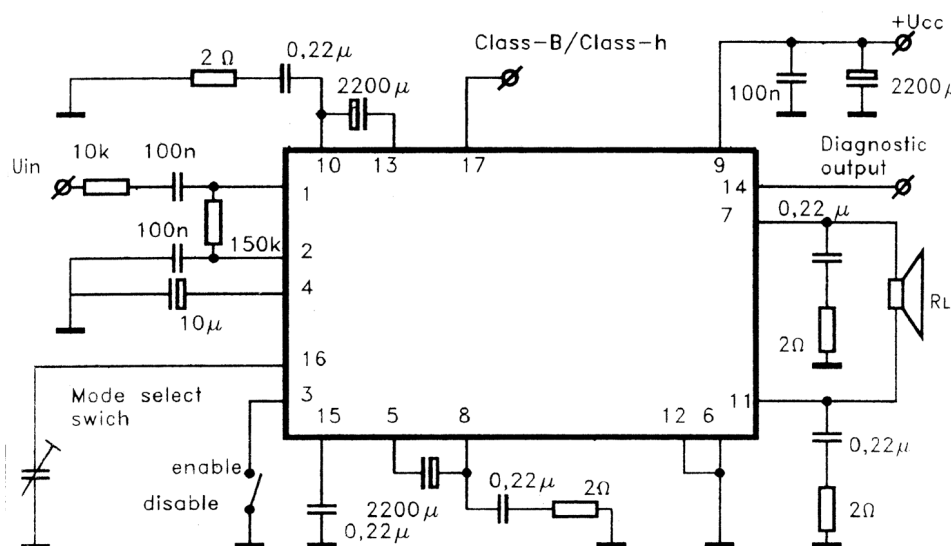 +Ucc
Class-B/Class-h
0,22μ
2 Ω
2200μ
100n
2200μ
10 13 17 9
Diagnostic
output
Uin
10k
100n
1
14
7
0,22 μ
100n
150k
2
4
10μ
RL
2Ω
16
3
Mode select
swich
15 5 8 12 6 11
0,22μ
enable
disable
2200μ
0,22μ
0,22μ
2Ω
2Ω